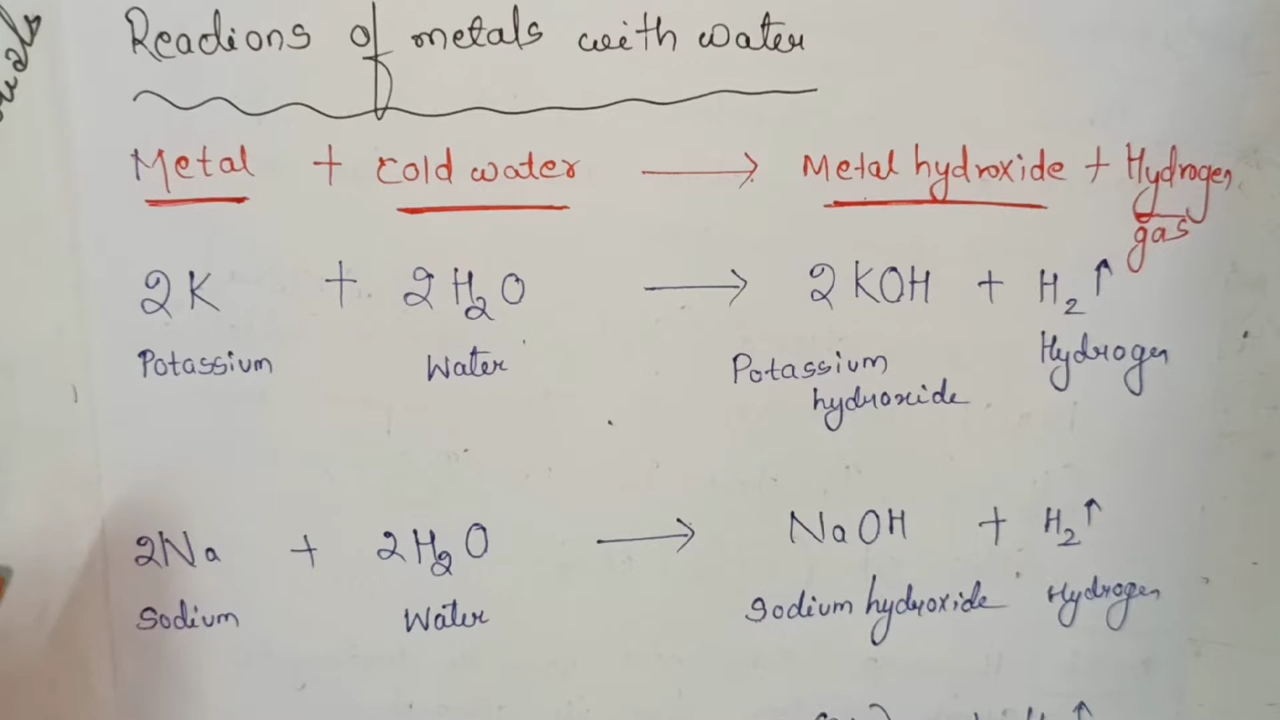 Reactions of metals with water
Metal + cold water → Metal hydroxide + Hydrogen
gas
2K + 2H₂O → 2KOH + H₂↑
Potassium Water Potassium hydroxide Hydrogen
2Na + 2H₂O → NaOH + H₂↑
Sodium Water Sodium hydroxide Hydrogen